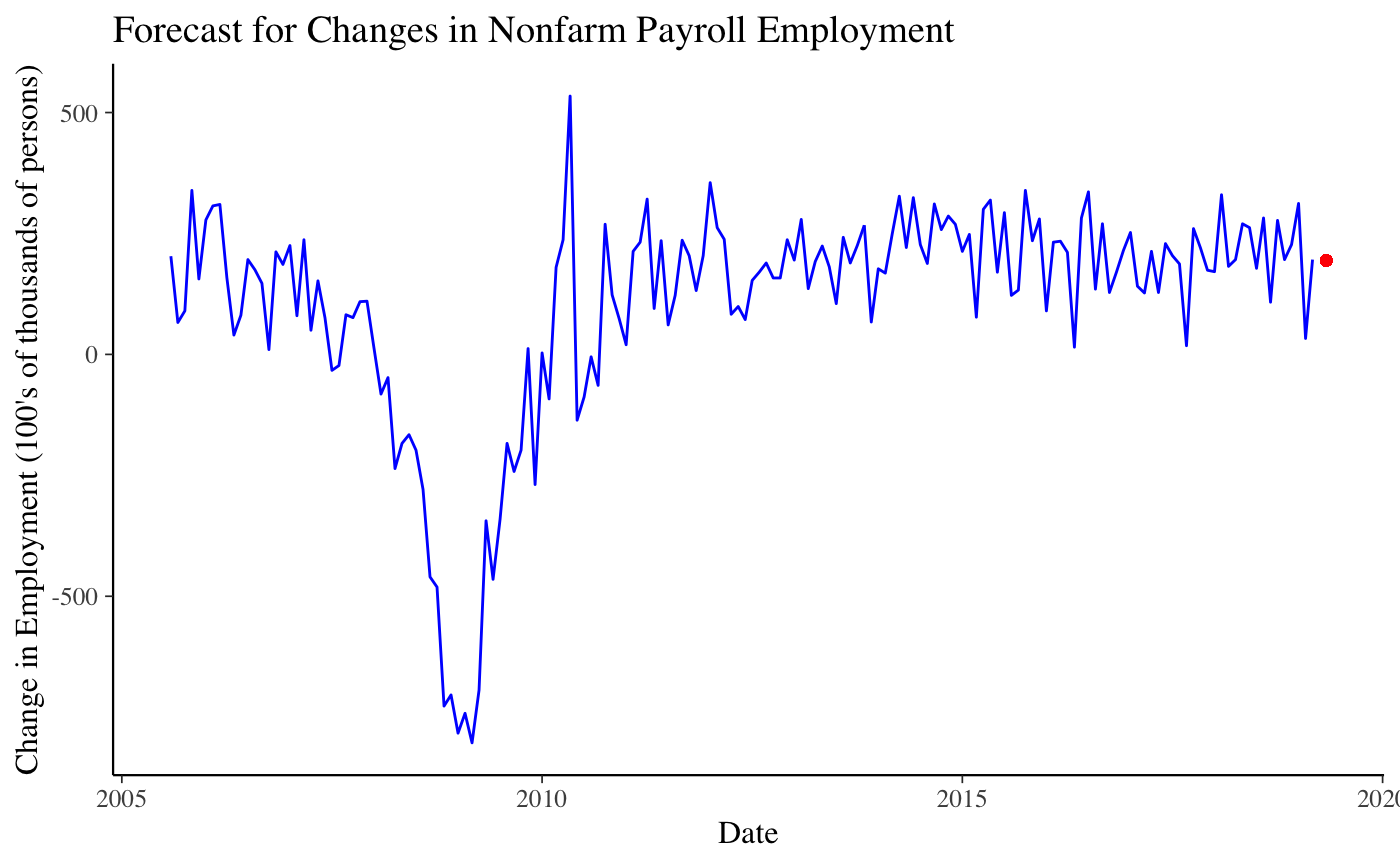 Forecast for Changes in Nonfarm Payroll Employment
Change in Employment (100's of thousands of persons)
500
0
-500
2005
2010
2015
2020
Date